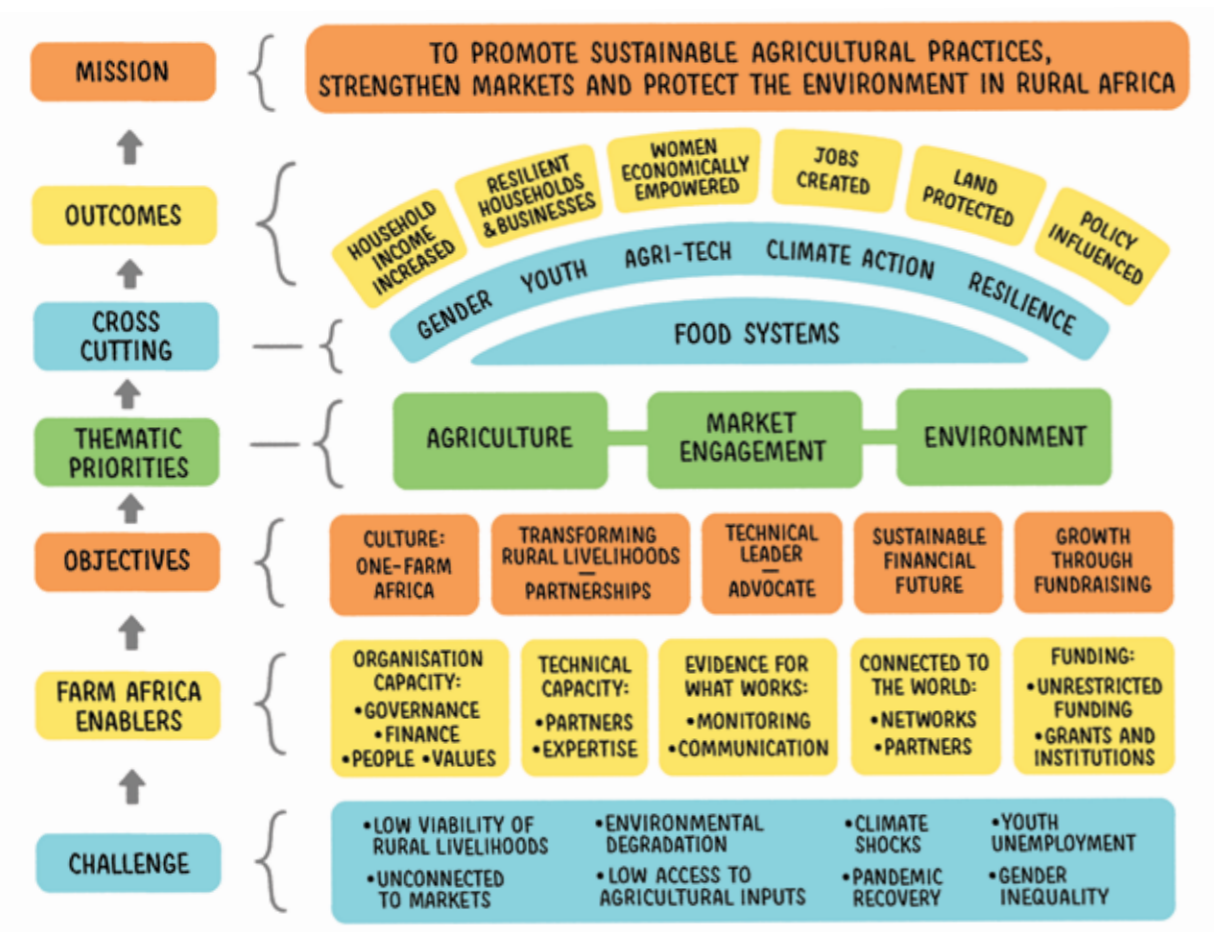 MISSION
TO PROMOTE SUSTAINABLE AGRICULTURAL PRACTICES,
STRENGTHEN MARKETS AND PROTECT THE ENVIRONMENT IN RURAL AFRICA
OUTCOMES
HOUSEHOLD
INCOME
INCREASED
RESILIENT
HOUSEHOLDS
& BUSINESSES
WOMEN
ECONOMICALLY
EMPOWERED
JOBS
CREATED
LAND
PROTECTED
POLICY
INFLUENCED
CROSS
CUTTING
GENDER YOUTH AGRI-TECH CLIMATE ACTION RESILIENCE
FOOD SYSTEMS
THEMATIC
PRIORITIES
AGRICULTURE
MARKET
ENGAGEMENT
ENVIRONMENT
OBJECTIVES
CULTURE:
ONE-FARM
AFRICA
TRANSFORMING
RURAL LIVELIHOODS
—
PARTNERSHIPS
TECHNICAL
LEADER
—
ADVOCATE
SUSTAINABLE
FINANCIAL
FUTURE
GROWTH
THROUGH
FUNDRAISING
FARM AFRICA
ENABLERS
ORGANISATION
CAPACITY:
•GOVERNANCE
•FINANCE
•PEOPLE •VALUES
TECHNICAL
CAPACITY:
•PARTNERS
•EXPERTISE
EVIDENCE FOR
WHAT WORKS:
•MONITORING
•COMMUNICATION
CONNECTED TO
THE WORLD:
•NETWORKS
•PARTNERS
FUNDING:
•UNRESTRICTED
FUNDING
•GRANTS AND
INSTITUTIONS
CHALLENGE
•LOW VIABILITY OF
RURAL LIVELIHOODS
•UNCONNECTED
TO MARKETS
•ENVIRONMENTAL
DEGRADATION
•LOW ACCESS TO
AGRICULTURAL INPUTS
•CLIMATE
SHOCKS
•PANDEMIC
RECOVERY
•YOUTH
UNEMPLOYMENT
•GENDER
INEQUALITY